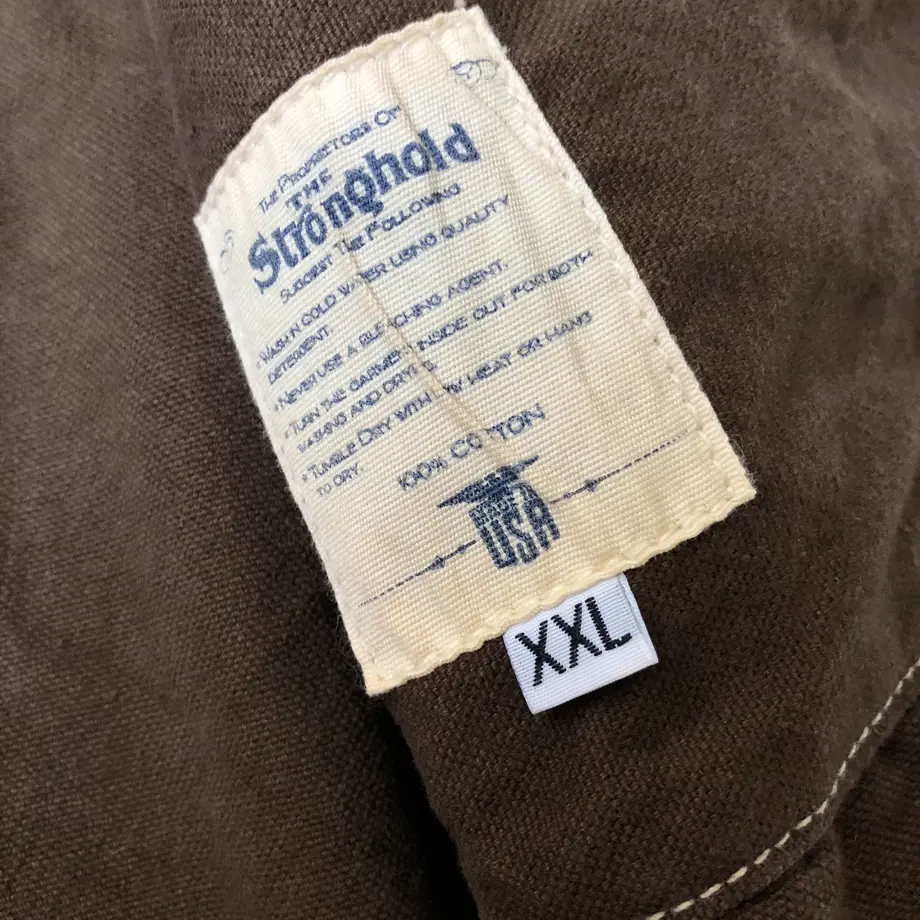 THE PROPRIETORS OF
THE
Stronghold
SUGGEST THE FOLLOWING
*WASH IN COLD WATER USING QUALITY
DETERGENT.
*NEVER USE A BLEACHING AGENT.
*TURN THE GARMENT INSIDE OUT FOR BOTH
WASHING AND DRYING.
*TUMBLE DRY WITH LOW HEAT OR HANG
TO DRY.
100% COTTON
MADE IN
USA
XXL